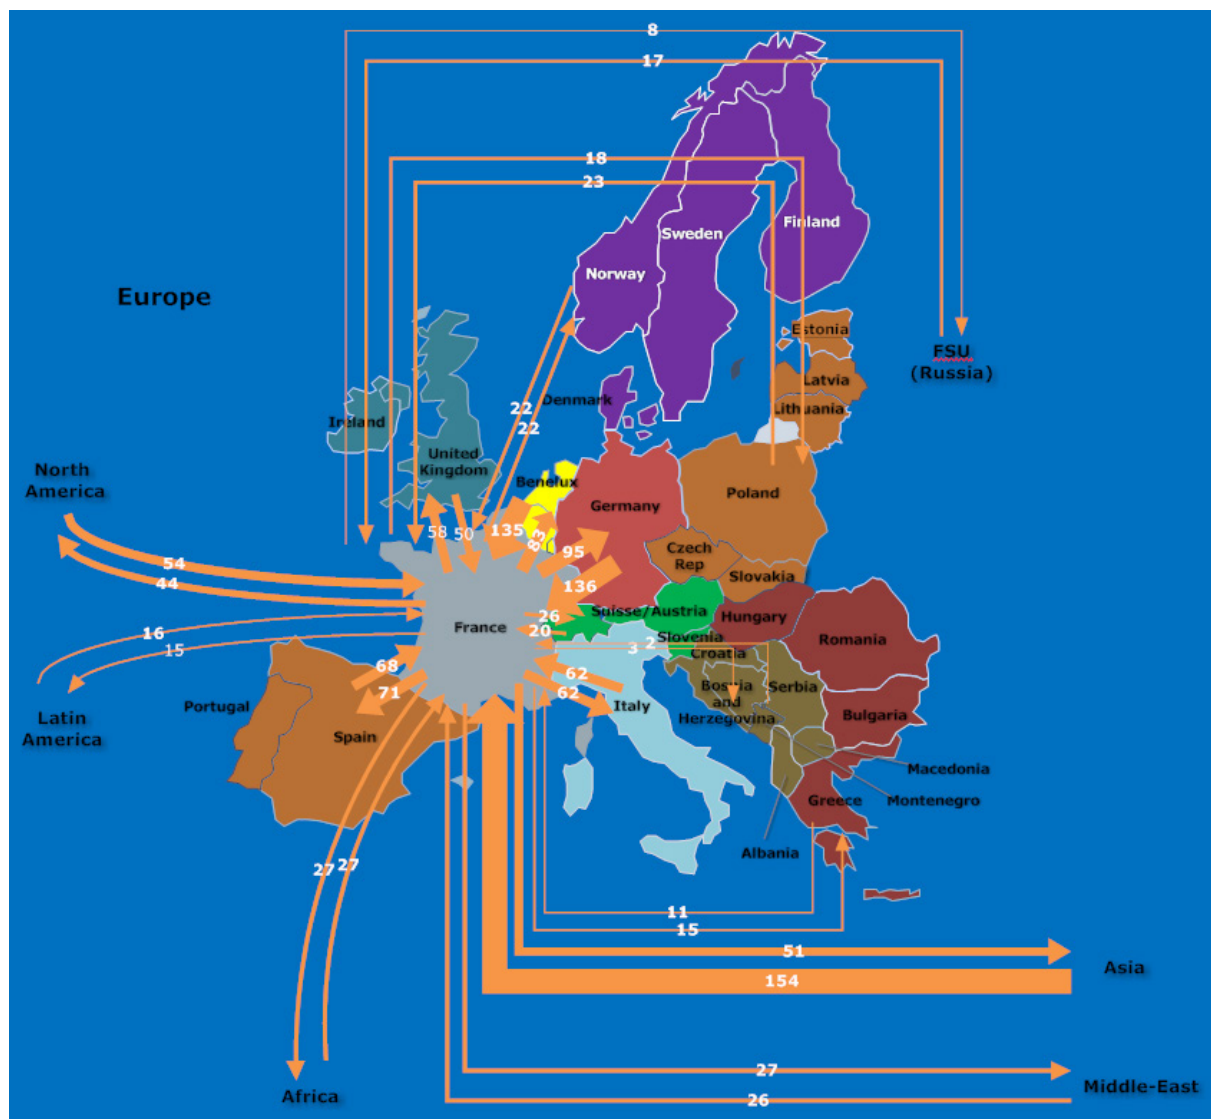 8
17
18
23
Finland
Sweden
Norway
Europe
Estonia
FSU
(Russia)
Latvia
Denmark
Lithuania
22
Ireland
22
United
Kingdom
North
America
Benelux
Poland
Germany
58
50
135
83
95
Czech
Rep
54
Slovakia
44
136
Suisse/Austria
26
Hungary
France
20
16
15
Slovenia
3
2
Croatia
Romania
68
62
71
62
Bosnia
and
Herzegovina
Serbia
Italy
Portugal
Bulgaria
Latin
America
Spain
Macedonia
Montenegro
Greece
Albania
27
27
11
15
51
Asia
154
27
Middle-East
Africa
26